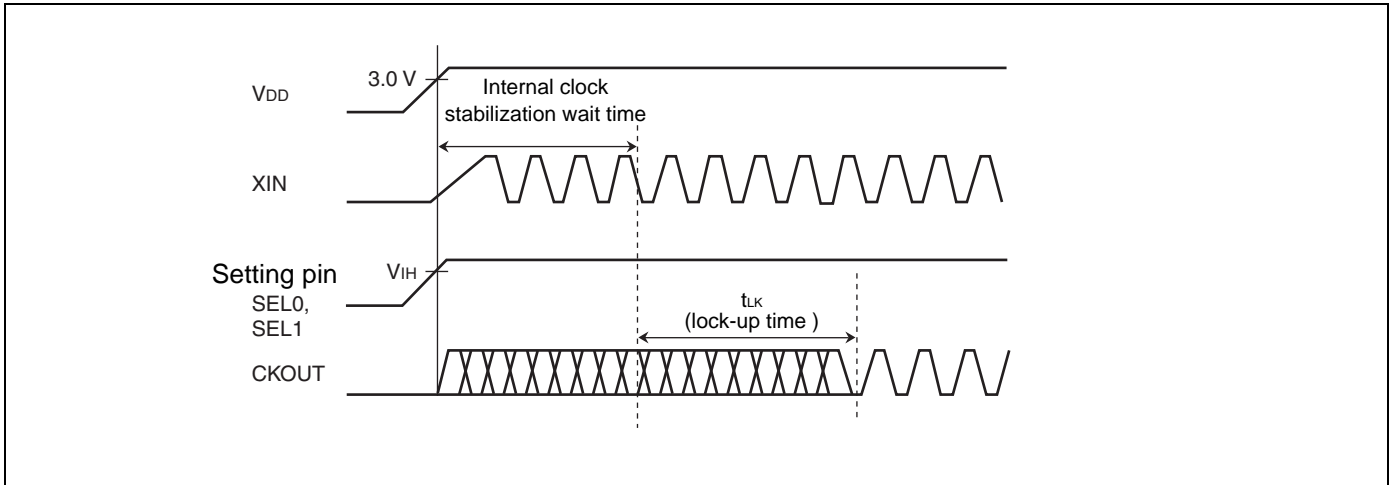 3.0 V
VDD
Internal clock
stabilization wait time
XIN
Setting pin
VIH
SEL0,
SEL1
tLK
(lock-up time )
CKOUT